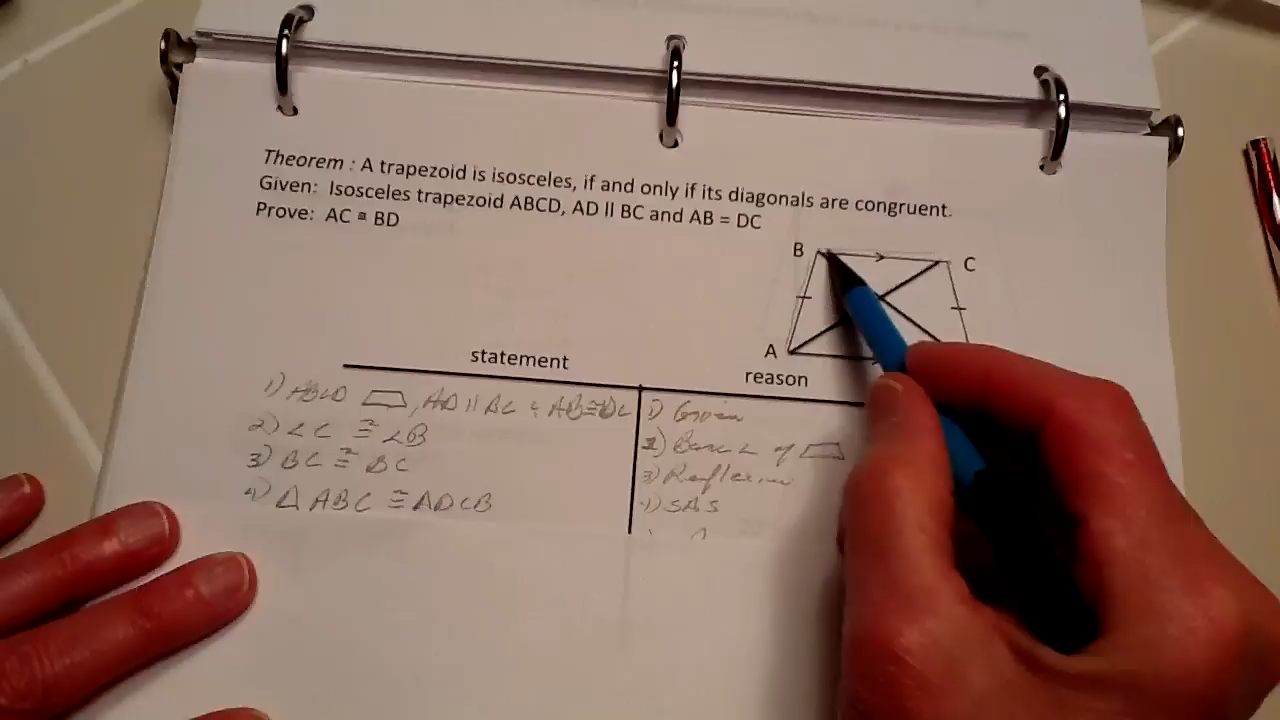 Theorem : A trapezoid is isosceles, if and only if its diagonals are congruent.
Given: Isosceles trapezoid ABCD, AD II BC and AB = DC
Prove: AC ≅ BD
B
C
A
statement
reason
1) ABCD ▱, AD || BC & AB ≅ DC
1) Given
2) ∠C ≅ ∠B
2) Base ∠ of
3) BC ≅ BC
3) Reflexive
4) △ ABC ≅ △DCB
4) SAS